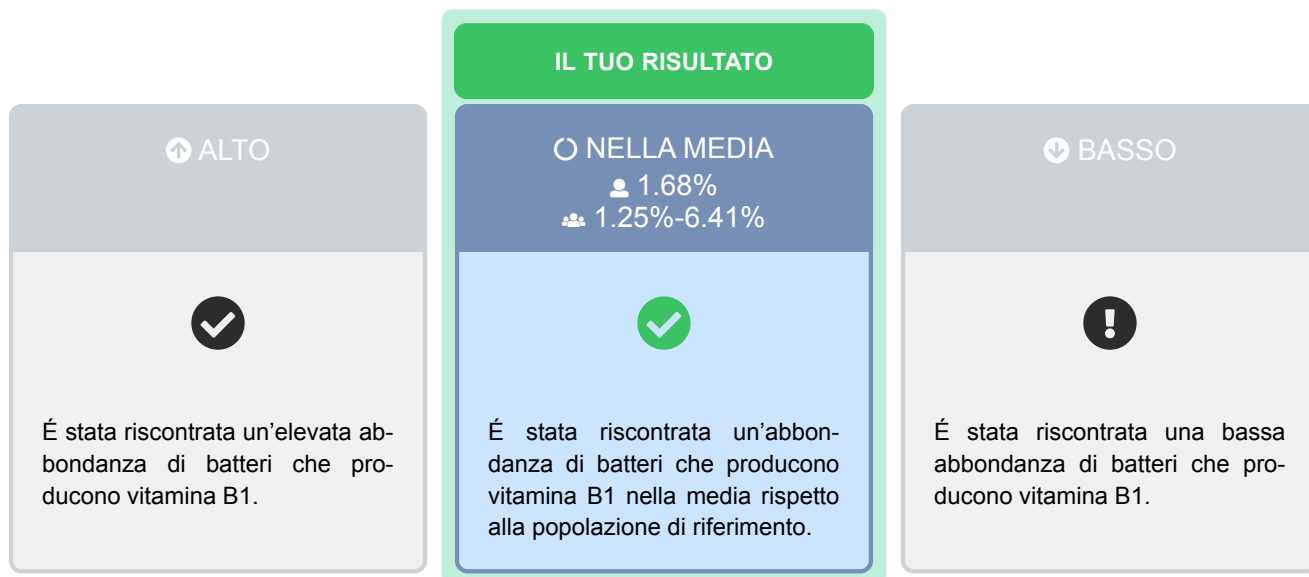 IL TUO RISULTATO
ALTO
É stata riscontrata un’elevata ab-
bondanza di batteri che pro-
ducono vitamina B1.
NELLA MEDIA
1.68%
1.25%-6.41%
É stata riscontrata un’abbon-
danza di batteri che producono
vitamina B1 nella media rispetto
alla popolazione di riferimento.
BASSO
É stata riscontrata una bassa
abbondanza di batteri che pro-
ducono vitamina B1.